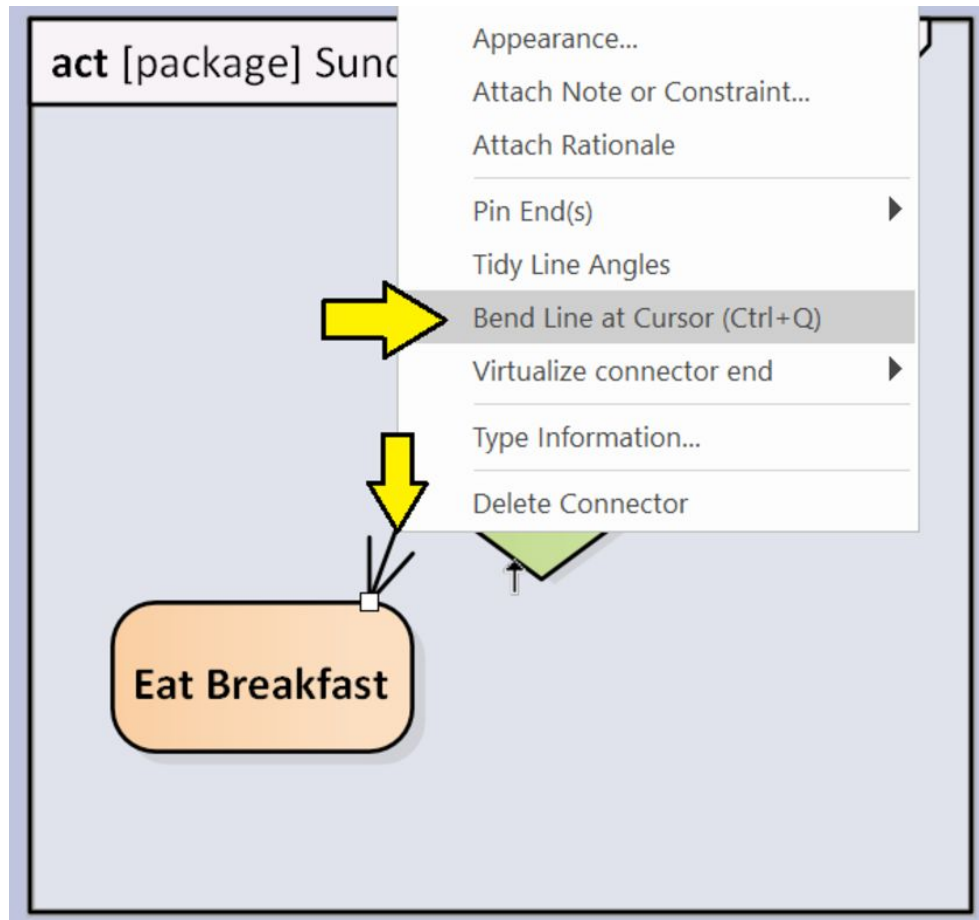 act [package] Sund
Appearance...
Attach Note or Constraint...
Attach Rationale
Pin End(s)
Tidy Line Angles
Bend Line at Cursor (Ctrl+Q)
Virtualize connector end
Type Information...
Delete Connector
Eat Breakfast